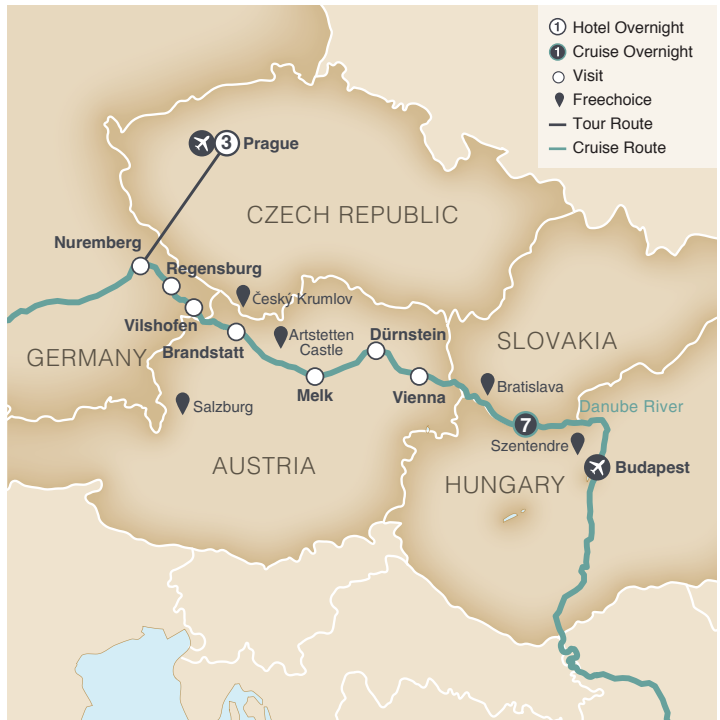 1 Hotel Overnight
1 Cruise Overnight
Visit
Freechoice
Tour Route
Cruise Route
3 Prague
CZECH REPUBLIC
Nuremberg
Regensburg
Český Krumlov
Vilshofen
Brandstatt
Artstetten
Castle
Dürnstein
SLOVAKIA
GERMANY
Melk
Vienna
Bratislava
Salzburg
Danube River
7
Szentendre
AUSTRIA
Budapest
HUNGARY